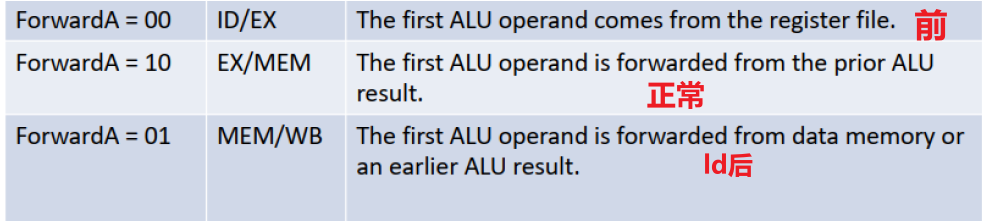 ForwardA = 00 ID/EX The first ALU operand comes from the register file. 前
ForwardA = 10 EX/MEM The first ALU operand is forwarded from the prior ALU
result. 正常
ForwardA = 01 MEM/WB The first ALU operand is forwarded from data memory or
an earlier ALU result. ld后